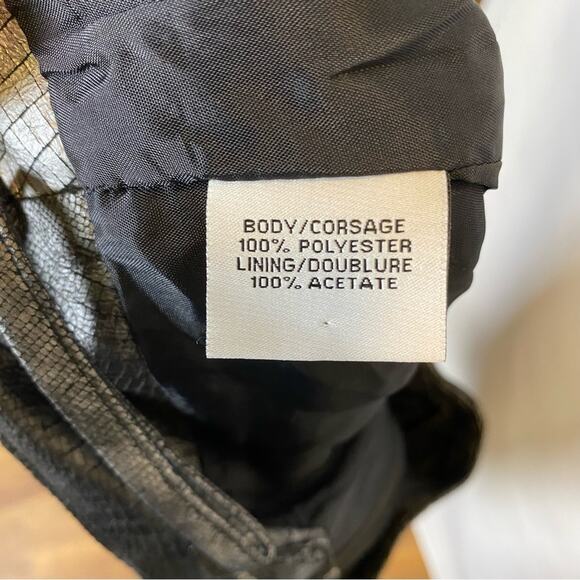 BODY/CORSAGE
100% POLYESTER
LINING/DOUBLURE
100% ACETATE